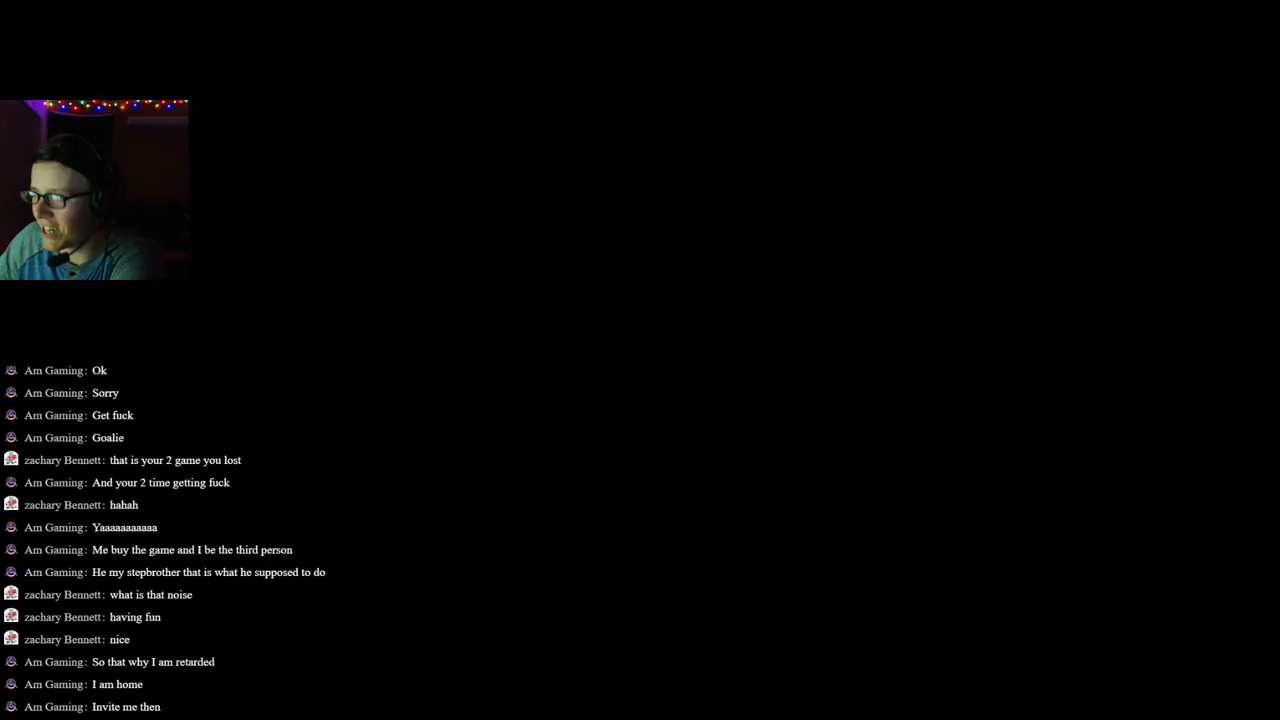 Am Gaming: Ok
Am Gaming: Sorry
Am Gaming: Get fuck
Am Gaming: Goalie
zachary Bennett: that is your 2 game you lost
Am Gaming: And your 2 time getting fuck
zachary Bennett: hahah
Am Gaming: Yaaaaaaaaaaa
Am Gaming: Me buy the game and I be the third person
Am Gaming: He my stepbrother that is what he supposed to do
zachary Bennett: what is that noise
zachary Bennett: having fun
zachary Bennett: nice
Am Gaming: So that why I am retarded
Am Gaming: I am home
Am Gaming: Invite me then